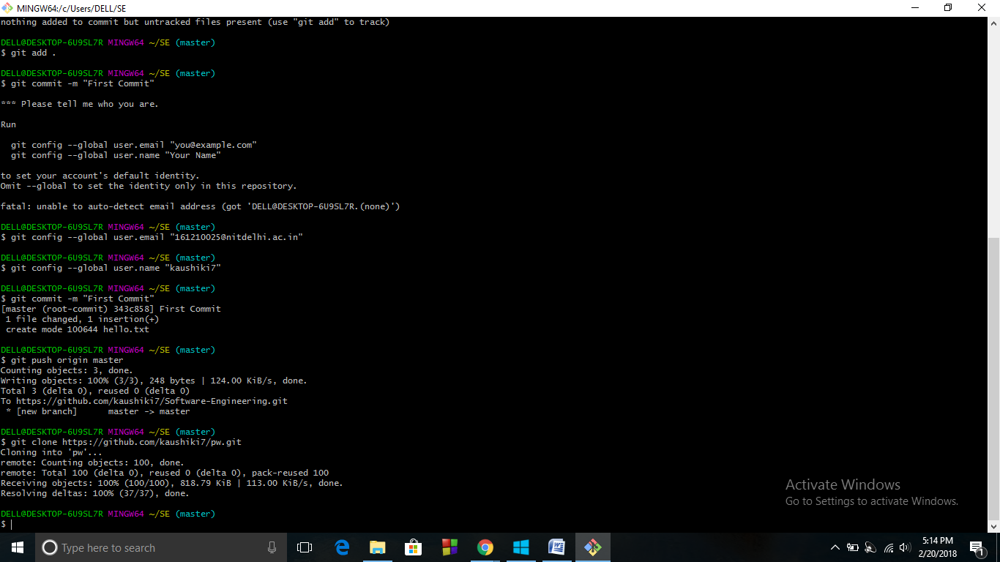 MINGW64:/c/Users/DELL/SE
nothing added to commit but untracked files present (use "git add" to track)
DELL@DESKTOP-6U9SL7R MINGW64 ~/SE (master)
$ git add .
DELL@DESKTOP-6U9SL7R MINGW64 ~/SE (master)
$ git commit -m "First Commit"
*** Please tell me who you are.
Run
git config --global user.email "you@example.com"
git config --global user.name "Your Name"
to set your account's default identity.
Omit --global to set the identity only in this repository.
fatal: unable to auto-detect email address (got 'DELL@DESKTOP-6U9SL7R.(none)')
DELL@DESKTOP-6U9SL7R MINGW64 ~/SE (master)
$ git config --global user.email "161210025@nitdelhi.ac.in"
DELL@DESKTOP-6U9SL7R MINGW64 ~/SE (master)
$ git config --global user.name "kaushiki7"
DELL@DESKTOP-6U9SL7R MINGW64 ~/SE (master)
$ git commit -m "First Commit"
[master (root-commit) 343c858] First Commit
1 file changed, 1 insertion(+)
create mode 100644 hello.txt
DELL@DESKTOP-6U9SL7R MINGW64 ~/SE (master)
$ git push origin master
Counting objects: 3, done.
Writing objects: 100% (3/3), 248 bytes | 124.00 KiB/s, done.
Total 3 (delta 0), reused 0 (delta 0)
To https://github.com/kaushiki7/Software-Engineering.git
* [new branch]      master -> master
DELL@DESKTOP-6U9SL7R MINGW64 ~/SE (master)
$ git clone https://github.com/kaushiki7/pw.git
Cloning into 'pw'...
remote: Counting objects: 100, done.
remote: Total 100 (delta 0), reused 0 (delta 0), pack-reused 100
Receiving objects: 100% (100/100), 818.79 KiB | 113.00 KiB/s, done.
Resolving deltas: 100% (37/37), done.
DELL@DESKTOP-6U9SL7R MINGW64 ~/SE (master)
$
Activate Windows
Go to Settings to activate Windows.
Type here to search
5:14 PM
2/20/2018
1